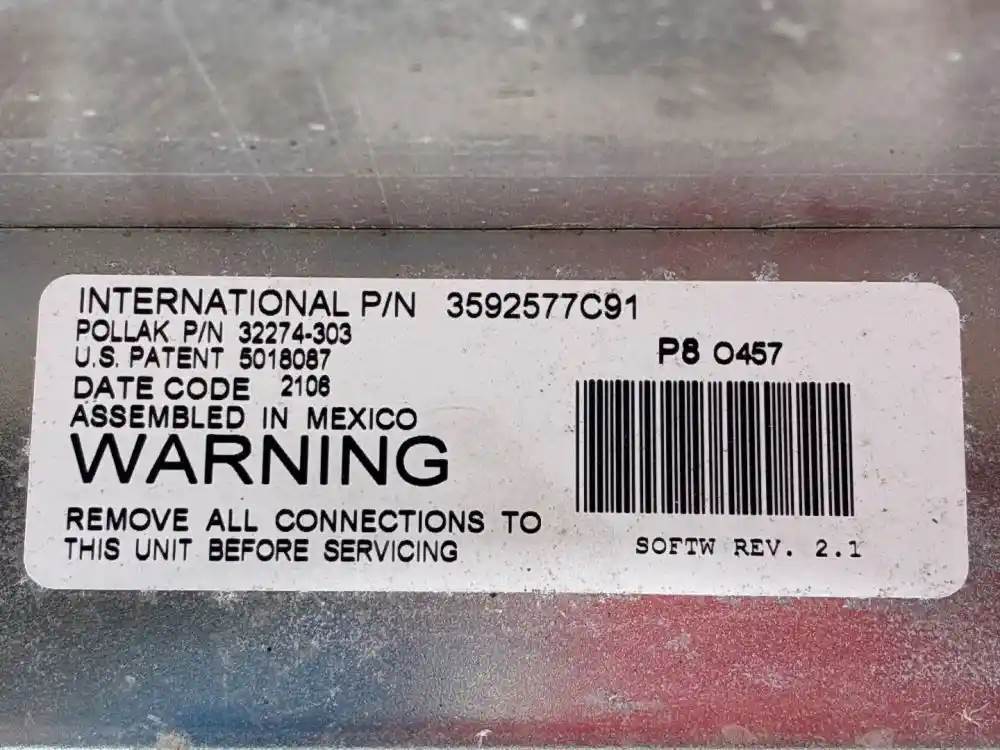 INTERNATIONAL P/N 3592577C91
POLLAK P/N 32274-303
U.S. PATENT 5018087
DATE CODE 2106
ASSEMBLED IN MEXICO
WARNING
REMOVE ALL CONNECTIONS TO
THIS UNIT BEFORE SERVICING
P8 0457
SOFTW REV. 2.1